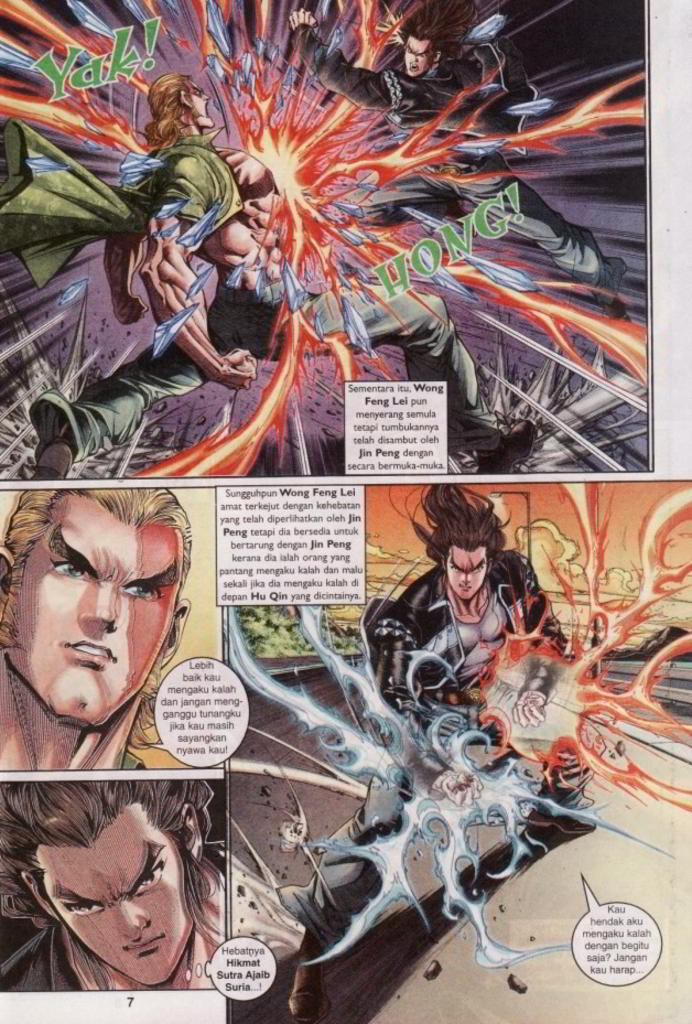 Yak!
HONG!
Sementara itu, Wong
Feng Lei pun
menyerang semula
tetapi tumbukannya
telah disambut oleh
Jin Peng dengan
secara bermuka-muka.
Sungguhpun Wong Feng Lei
amat terkejut dengan kehebatan
yang telah diperlihatkan oleh Jin
Peng tetapi dia bersedia untuk
bertarung dengan Jin Peng
kerana dia ialah orang yang
pantang mengaku kalah dan malu
sekali jika dia mengaku kalah di
depan Hu Qin yang dicintainya.
Lebih
baik kau
mengaku kalah
dan jangan meng-
ganggu tunangku
jika kau masih
sayangkan
nyawa kau!
Hebatnya
Hikmat
Sutra Ajaib
Suria...!
Kau
hendak aku
mengaku kalah
dengan begitu
saja? Jangan
kau harap...
7